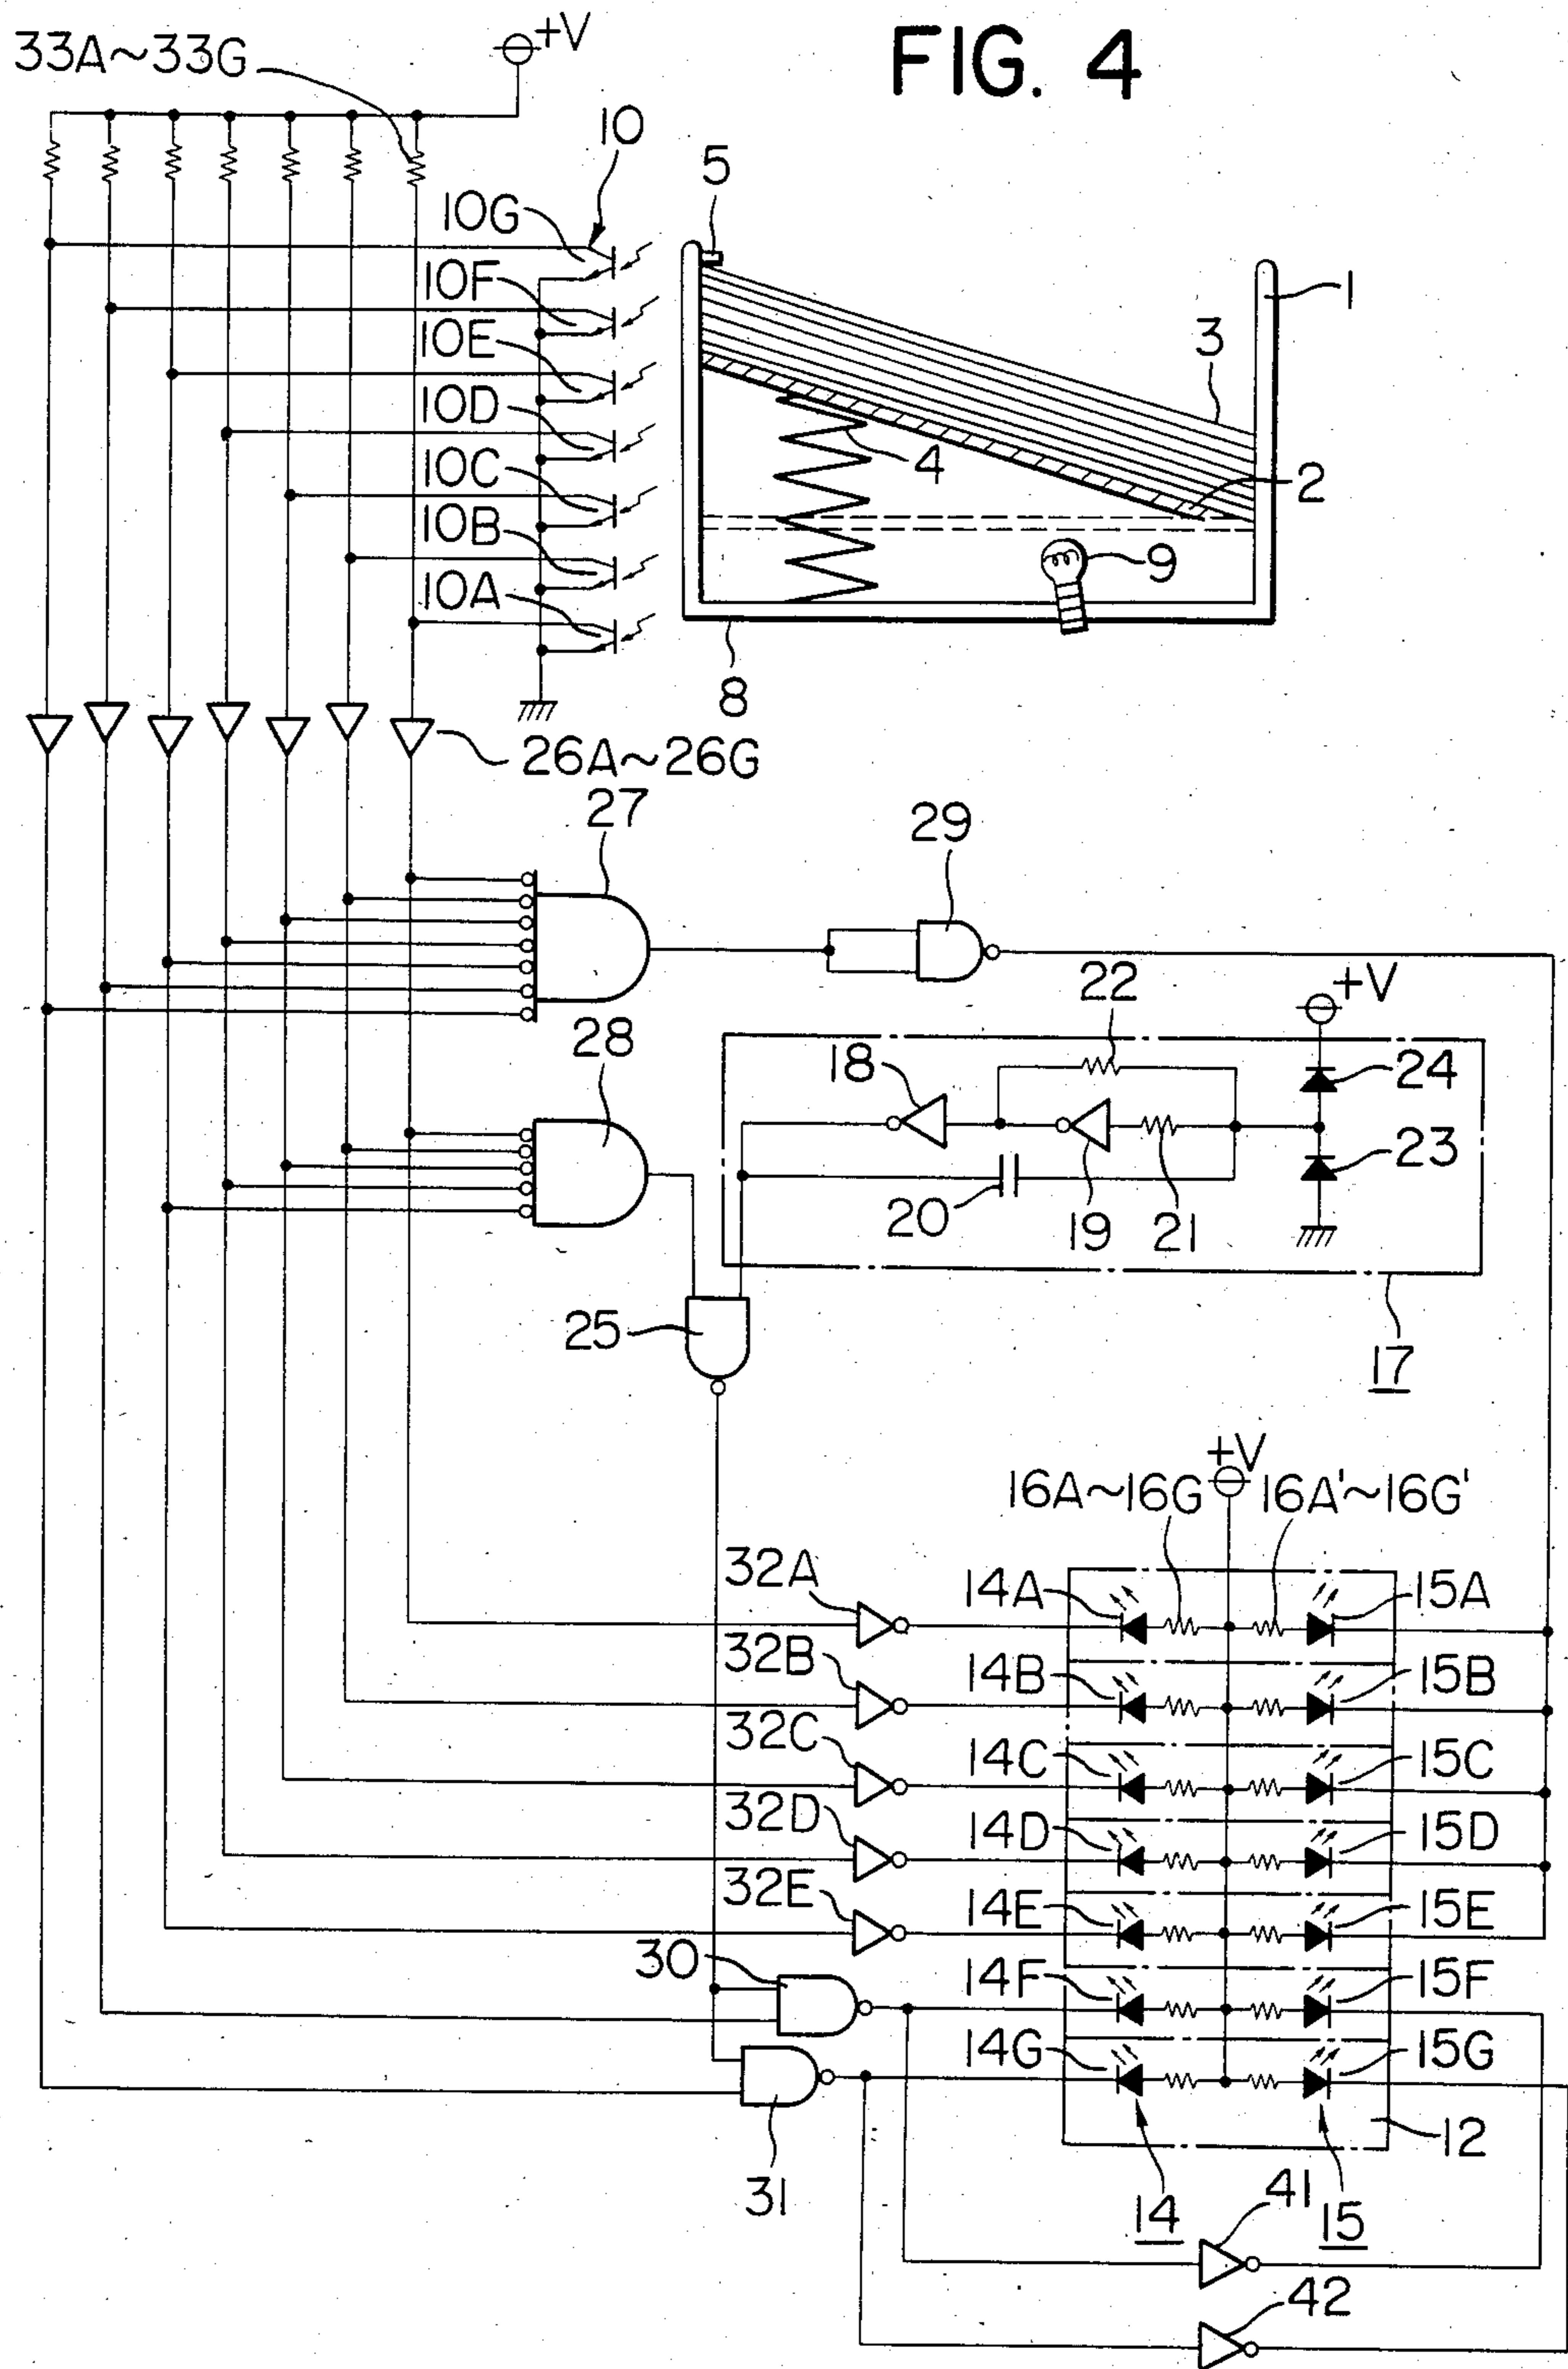 FIG. 4
+V
33A~33G
10
5
10G
10F
1
10E
3
10D
10C
4
2
10B
9
10A
8
26A~26G
27
29
22
+V
28
18
24
23
20
19
21
25
17
+V
16A~16G
16A'~16G'
32A
14A
15A
32B
14B
15B
32C
14C
15C
32D
14D
15D
32E
14E
15E
30
14F
15F
14G
15G
12
31
14
41
15
42